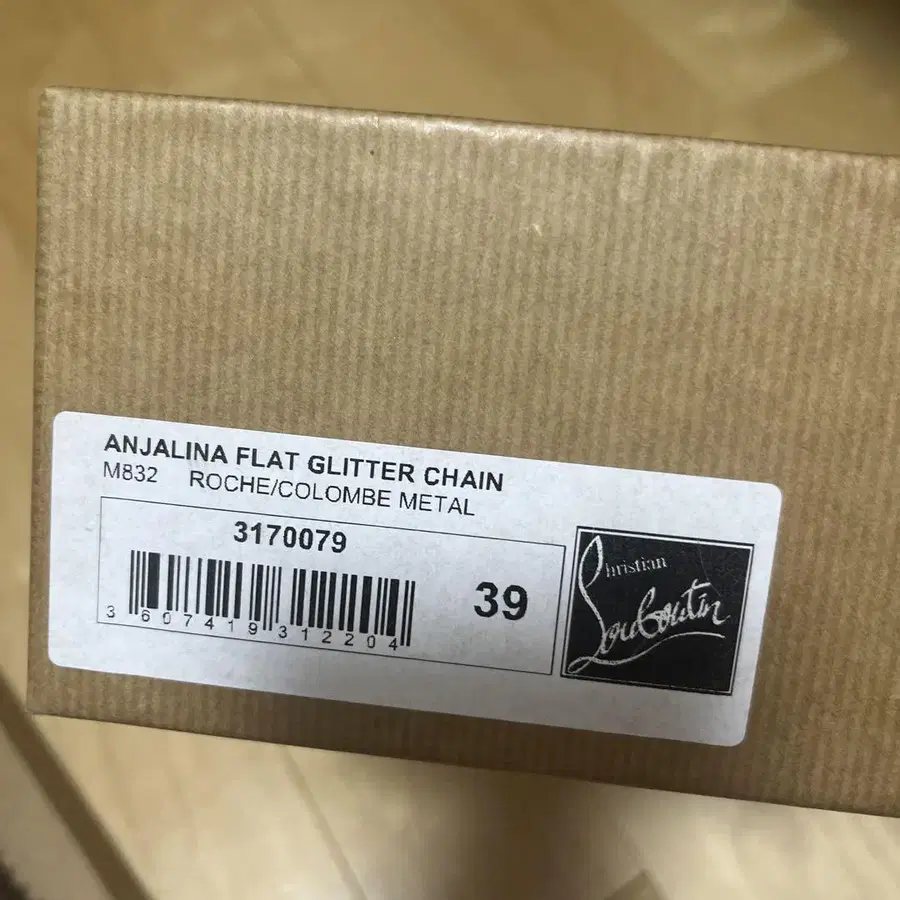 ANJALINA FLAT GLITTER CHAIN
M832 ROCHE/COLOMBE METAL
3170079
39
3 607419 312204
Christian
Louboutin